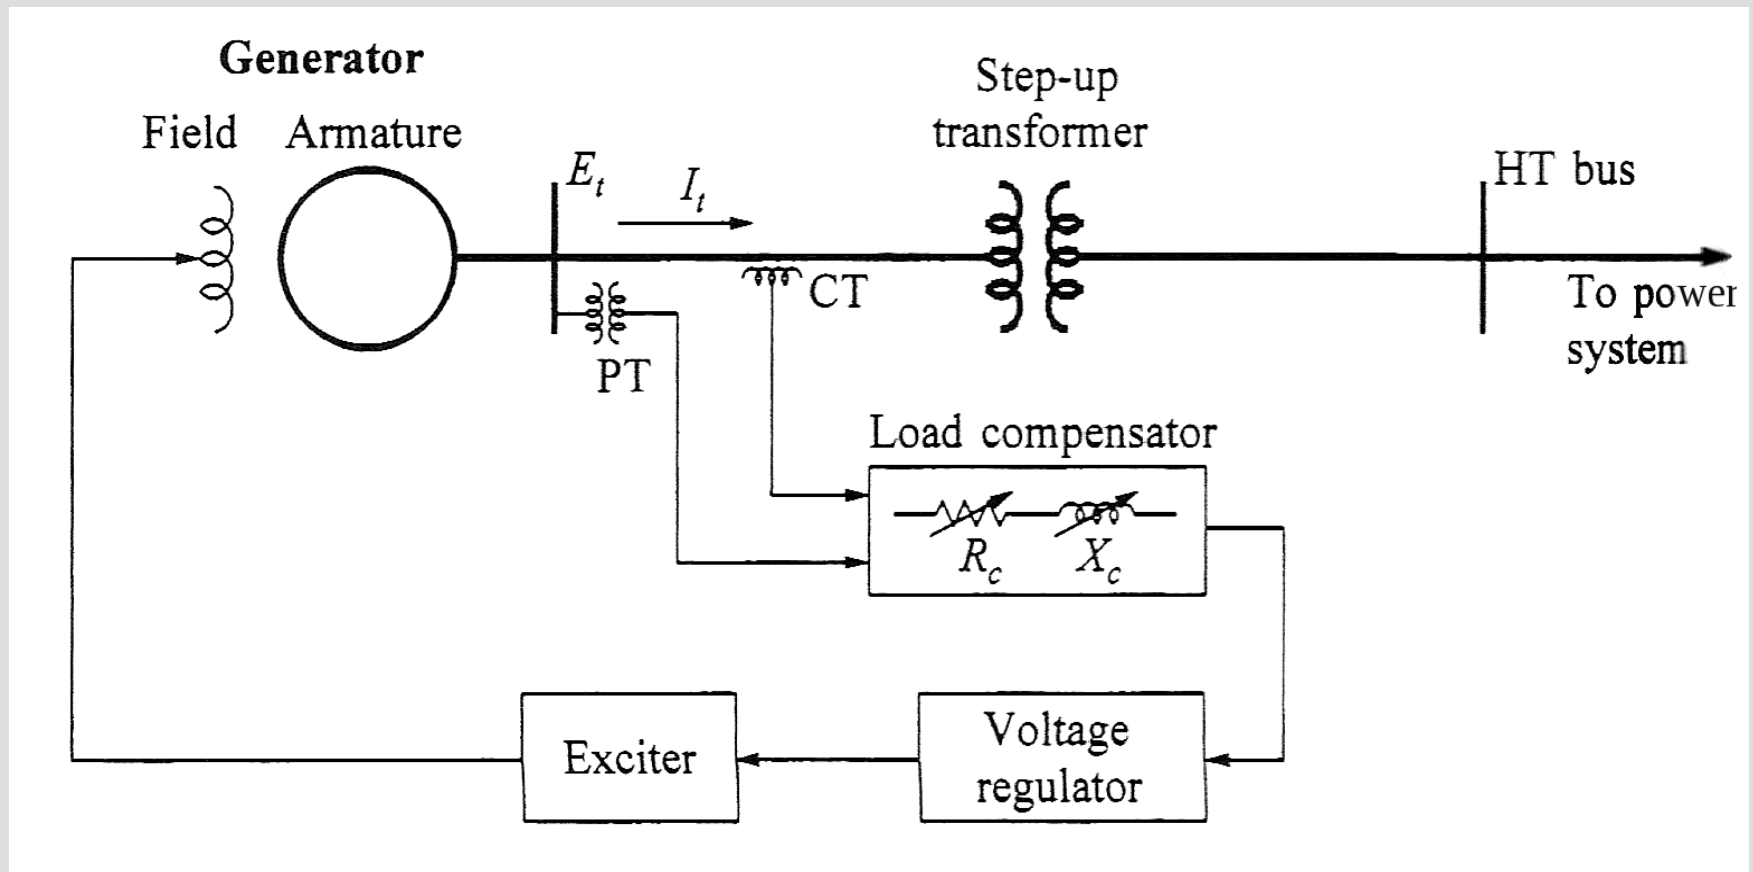 Generator
Field Armature
E_t
I_t
Step-up
transformer
HT bus
CT
To power
system
PT
Load compensator
R_c X_c
Exciter
Voltage
regulator